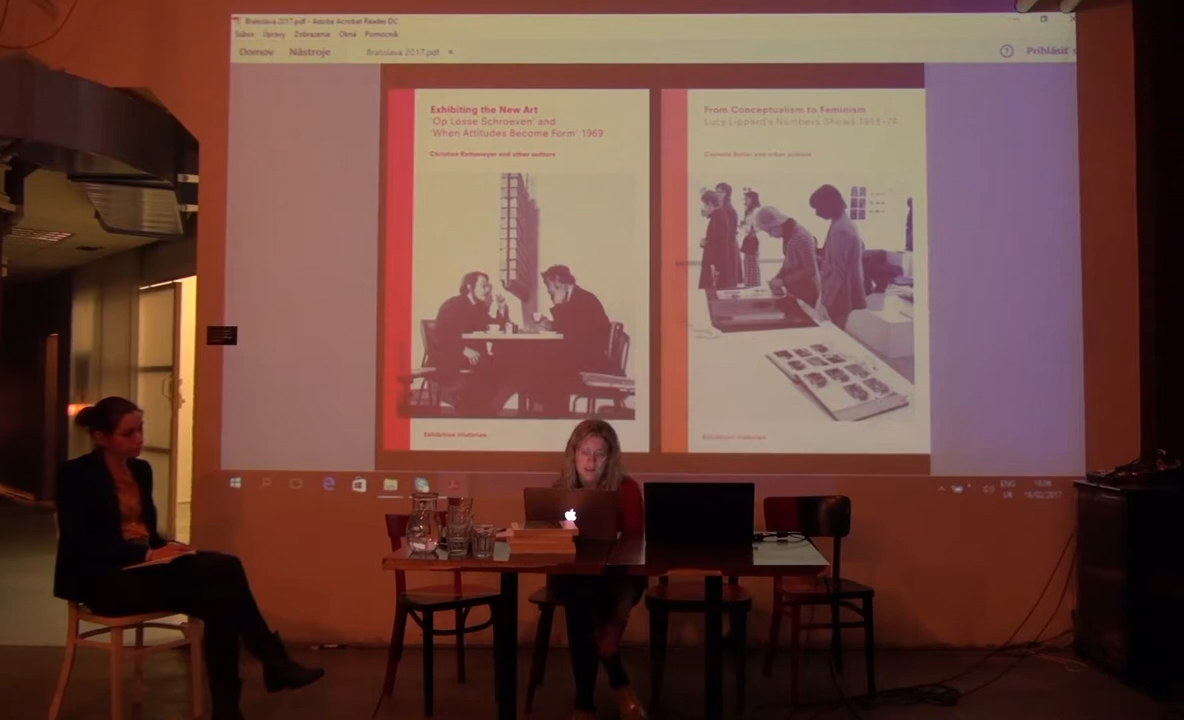 Bratislava 2017.pdf - Adobe Acrobat Reader DC
Súbor Úpravy Zobrazenie Okná Pomocník
Domov Nástroje Bratislava 2017.pdf ×
? Prihlásiť s
Exhibiting the New Art
'Op Losse Schroeven' and
'When Attitudes Become Form' 1969
Christian Rattemeyer and other authors
Exhibition Histories
From Conceptualism to Feminism
Lucy Lippard's Numbers Shows 1969–74
Cornelia Butler and other authors
Exhibition Histories
ENG
UK